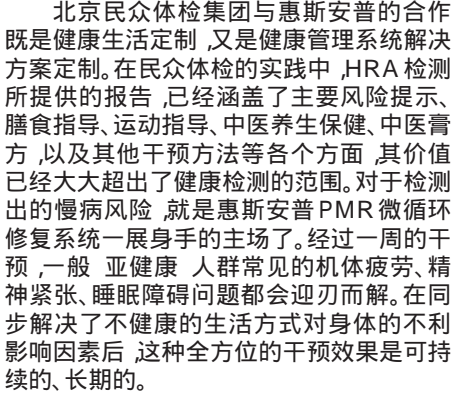 北京民众体检集团与惠斯安普的合作
既是健康生活定制,又是健康管理系统解决
方案定制。在民众体检的实践中,HRA检测
所提供的报告,已经涵盖了主要风险提示、
膳食指导、运动指导、中医养生保健、中医膏
方,以及其他干预方法等各个方面,其价值
已经大大超出了健康检测的范围。对于检测
出的慢病风险,就是惠斯安普PMR微循环
修复系统一展身手的主场了。经过一周的干
预,一般 亚健康 人群常见的机体疲劳、精
神紧张、睡眠障碍问题都会迎刃而解。在同
步解决了不健康的生活方式对身体的不利
影响因素后,这种全方位的干预效果是可持
续的、长期的。